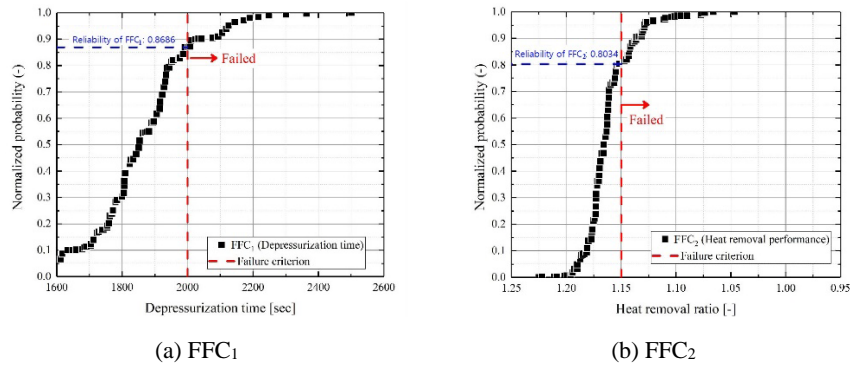 1.0
0.9
0.8
0.7
0.6
0.5
0.4
0.3
0.2
0.1
0.0
Normalized probability (-)
Reliability of FFC₁: 0.8686
Failed
FFC₁ (Depressurization time)
Failure criterion
1600 1800 2000 2200 2400 2600
Depressurization time [sec]
(a) FFC₁
1.0
0.9
0.8
0.7
0.6
0.5
0.4
0.3
0.2
0.1
0.0
Normalized probability (-)
Reliability of FFC₂: 0.8034
Failed
FFC₂ (Heat removal performance)
Failure criterion
1.25 1.20 1.15 1.10 1.05 1.00 0.95
Heat removal ratio [-]
(b) FFC₂